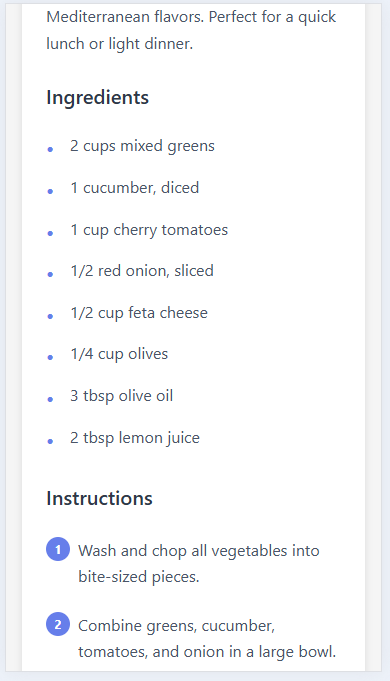 Mediterranean flavors. Perfect for a quick
lunch or light dinner.
Ingredients
• 2 cups mixed greens
• 1 cucumber, diced
• 1 cup cherry tomatoes
• 1/2 red onion, sliced
• 1/2 cup feta cheese
• 1/4 cup olives
• 3 tbsp olive oil
• 2 tbsp lemon juice
Instructions
1 Wash and chop all vegetables into
bite-sized pieces.
2 Combine greens, cucumber,
tomatoes, and onion in a large bowl.